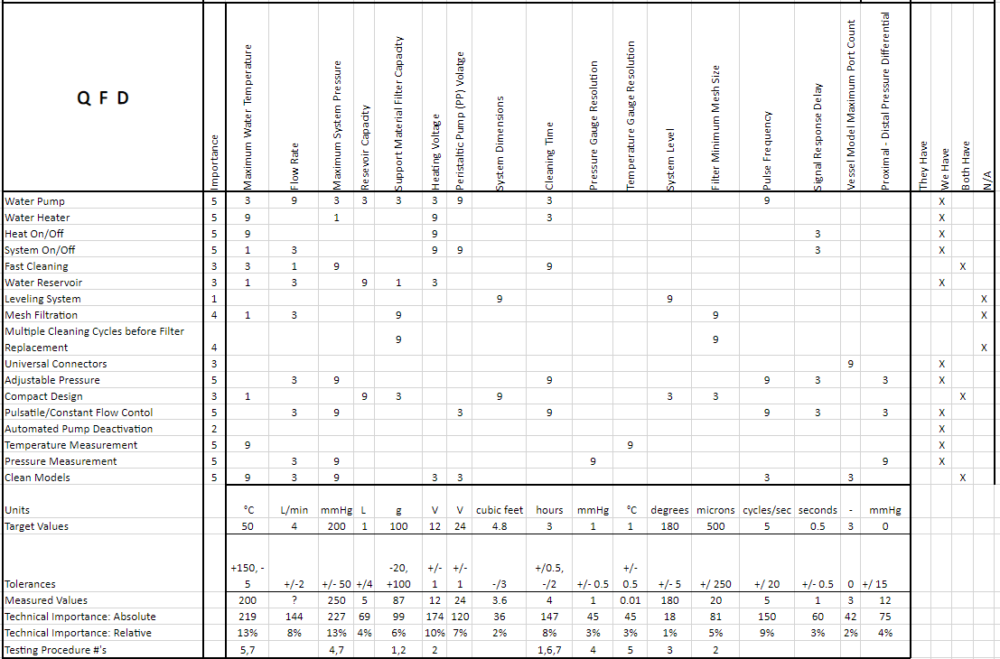 Q F D
Importance
Maximum Water Temperature
Flow Rate
Maximum System Pressure
Resevoir Capacity
Support Material Filter Capacity
Heating Voltage
Peristaltic Pump (PP) Volatge
System Dimensions
Cleaning Time
Pressure Gauge Resolution
Temperature Gauge Resolution
System Level
Filter Minimum Mesh Size
Pulse Frequency
Signal Response Delay
Vessel Model Maximum Port Count
Proximal - Distal Pressure Differential
They Have
We Have
Both Have
N/A
Water Pump 5 3 9 3 3 3 3 9 3 9 X
Water Heater 5 9 1 9 3 X
Heat On/Off 5 9 9 3 X
System On/Off 5 1 3 9 9 3 X
Fast Cleaning 3 3 1 9 9 X
Water Reservoir 3 1 3 9 1 3 X
Leveling System 1 9 9 X
Mesh Filtration 4 1 3 9 9 X
Multiple Cleaning Cycles before Filter
9 9
Replacement 4 X
Universal Connectors 3 9 X
Adjustable Pressure 5 3 9 9 9 3 3 X
Compact Design 3 1 9 3 9 3 3 X
Pulsatile/Constant Flow Contol 5 3 9 3 9 9 3 3 X
Automated Pump Deactivation 2 X
Temperature Measurement 5 9 9 X
Pressure Measurement 5 3 9 9 9 X
Clean Models 5 9 3 9 3 3 3 3 X
Units °C L/min mmHg L g V V cubic feet hours mmHg °C degrees microns cycles/sec seconds - mmHg
Target Values 50 4 200 1 100 12 24 4.8 3 1 1 180 500 5 0.5 3 0
+150, - -20, +/- +/- +/0.5, +/-
Tolerances 5 +/-2 +/- 50 +/4 +100 1 1 -/3 -/2 +/- 0.5 0.5 +/- 5 +/ 250 +/ 20 +/- 0.5 0 +/ 15
Measured Values 200 ? 250 5 87 12 24 3.6 4 1 0.01 180 20 5 1 3 12
Technical Importance: Absolute 219 144 227 69 99 174 120 36 147 45 45 18 81 150 60 42 75
Technical Importance: Relative 13% 8% 13% 4% 6% 10% 7% 2% 8% 3% 3% 1% 5% 9% 3% 2% 4%
Testing Procedure #'s 5,7 4,7 1,2 2 1,6,7 4 5 3 2